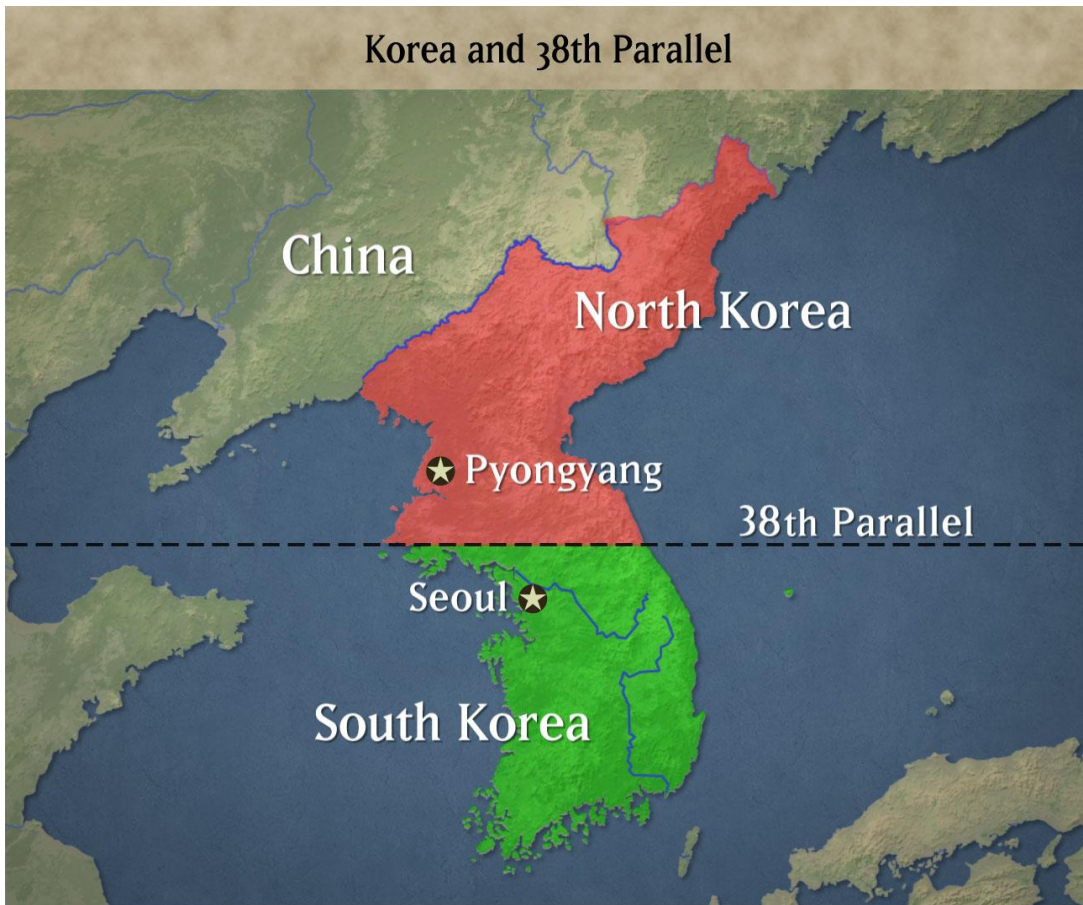 Korea and 38th Parallel
China
North Korea
Pyongyang
38th Parallel
Seoul
South Korea